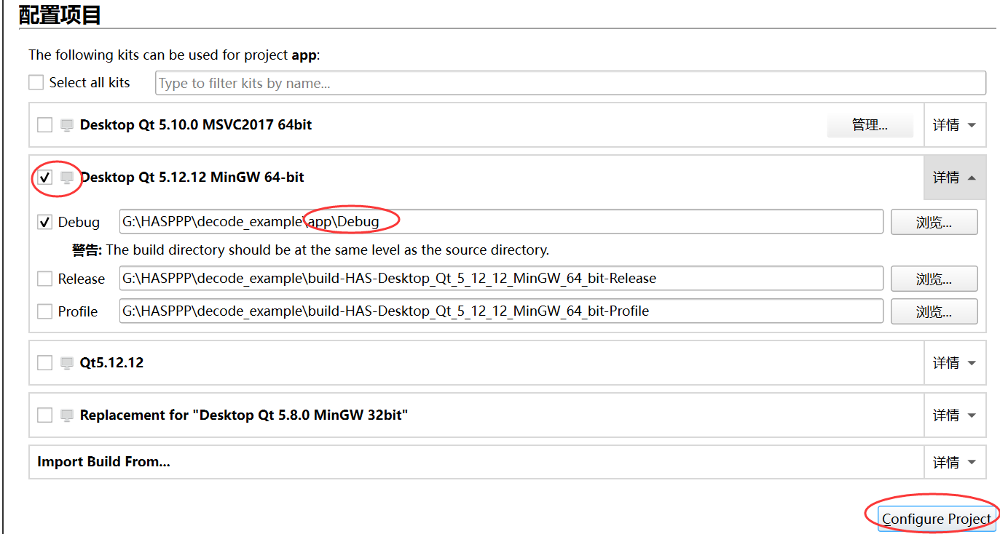 配置项目
The following kits can be used for project app:
Select all kits
Type to filter kits by name...
Desktop Qt 5.10.0 MSVC2017 64bit 管理... 详情
Desktop Qt 5.12.12 MinGW 64-bit 详情
Debug G:\HASPPP\decode_example\app\Debug 浏览...
警告: The build directory should be at the same level as the source directory.
Release G:\HASPPP\decode_example\build-HAS-Desktop_Qt_5_12_12_MinGW_64_bit-Release 浏览...
Profile G:\HASPPP\decode_example\build-HAS-Desktop_Qt_5_12_12_MinGW_64_bit-Profile 浏览...
Qt5.12.12 详情
Replacement for "Desktop Qt 5.8.0 MinGW 32bit" 详情
Import Build From... 详情
Configure Project